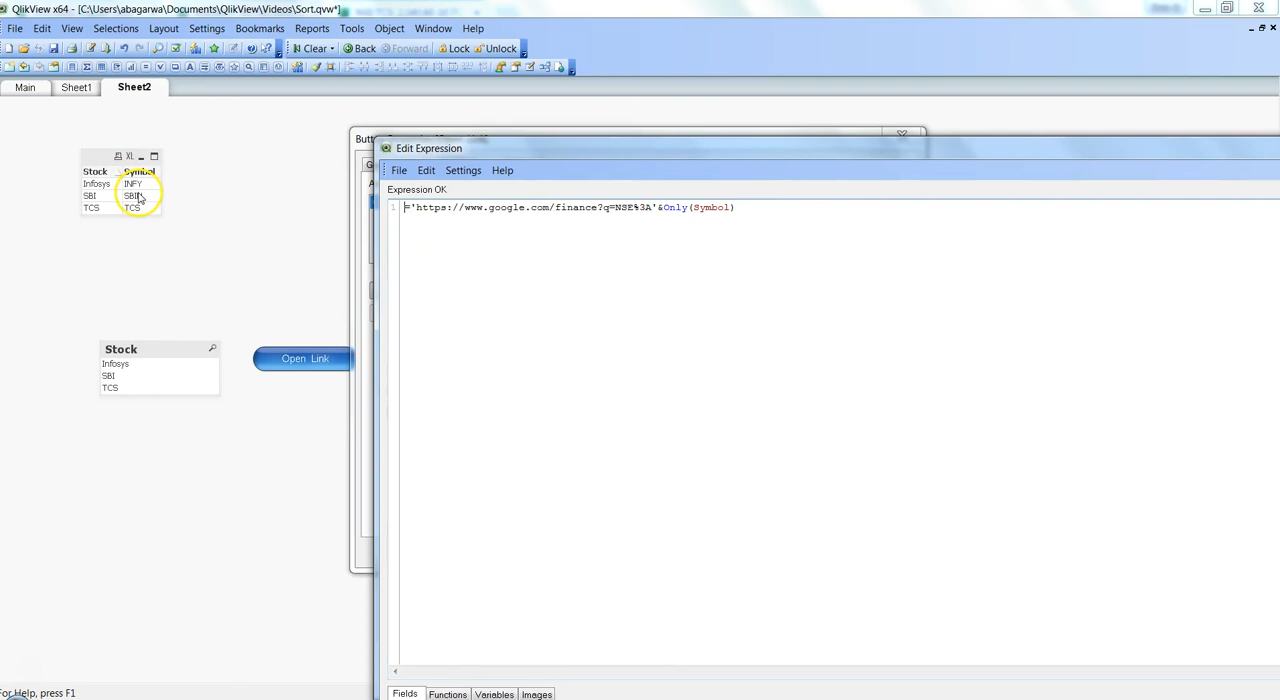 QlikView x64 - [C:\Users\abagarwa\Documents\QlikView\Videos\Sort.qvw*]
File Edit View Selections Layout Settings Bookmarks Reports Tools Object Window Help
Clear Back Forward Lock Unlock
Main Sheet1 Sheet2
XL
Stock Symbol
Infosys INFY
SBI SBIN
TCS TCS
Stock
Infosys
SBI
TCS
Open Link
Edit Expression
File Edit Settings Help
Expression OK
1 ='https://www.google.com/finance?q=NSE%3A'&Only(Symbol)
Fields Functions Variables Images
For Help, press F1